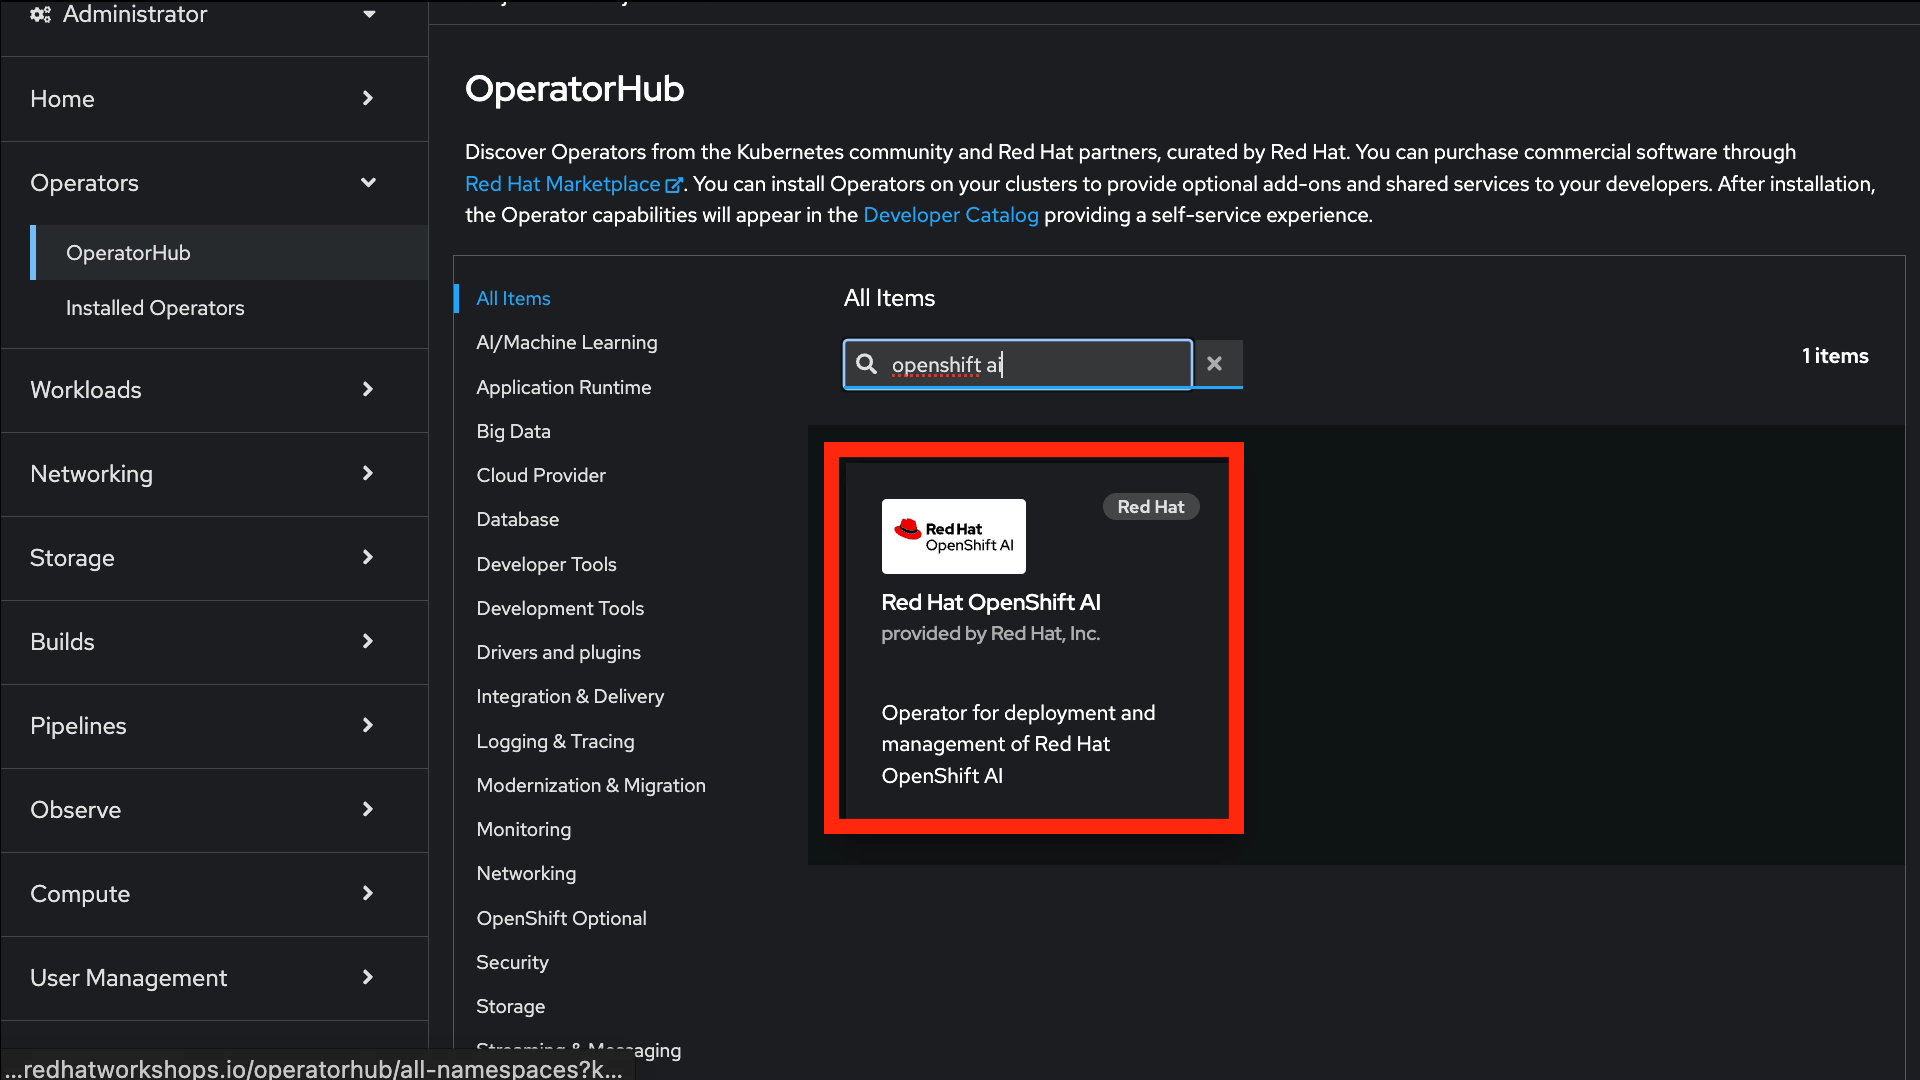 Administrator
Home
Operators
OperatorHub
Installed Operators
Workloads
Networking
Storage
Builds
Pipelines
Observe
Compute
User Management
OperatorHub
Discover Operators from the Kubernetes community and Red Hat partners, curated by Red Hat. You can purchase commercial software through
Red Hat Marketplace. You can install Operators on your clusters to provide optional add-ons and shared services to your developers. After installation,
the Operator capabilities will appear in the Developer Catalog providing a self-service experience.
All Items
AI/Machine Learning
Application Runtime
Big Data
Cloud Provider
Database
Developer Tools
Development Tools
Drivers and plugins
Integration & Delivery
Logging & Tracing
Modernization & Migration
Monitoring
Networking
OpenShift Optional
Security
Storage
Streaming & Messaging
All Items
openshift ai
1 items
Red Hat
OpenShift AI
Red Hat
Red Hat OpenShift AI
provided by Red Hat, Inc.
Operator for deployment and
management of Red Hat
OpenShift AI
...redhatworkshops.io/operatorhub/all-namespaces?k...